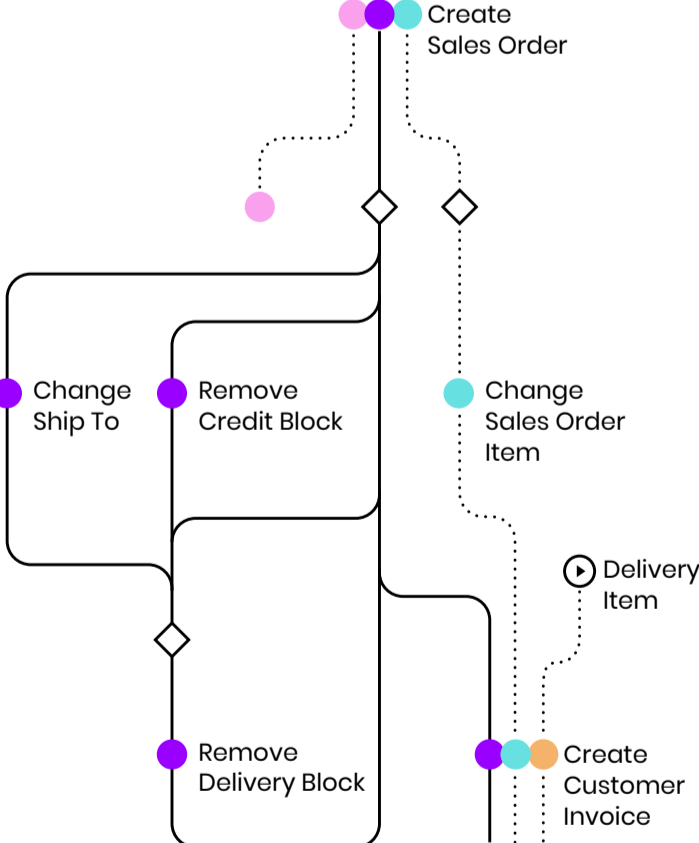 Create
Sales Order
Change
Ship To
Remove
Credit Block
Change
Sales Order
Item
Delivery
Item
Remove
Delivery Block
Create
Customer
Invoice